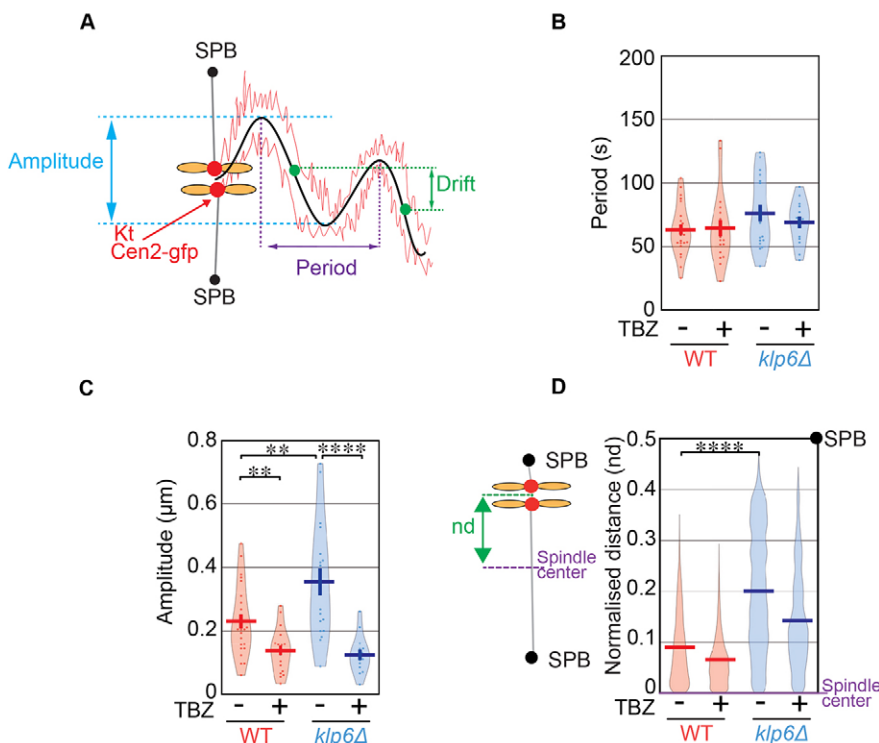 A
SPB
Amplitude
Drift
Kt
Cen2-gfp
Period
SPB
B
Period (s)
200
150
100
50
0
TBZ - + - +
WT klp6Δ
C
Amplitude (µm)
0.8
0.6
0.4
0.2
0
** ****
**
TBZ - + - +
WT klp6Δ
D
SPB
nd
Spindle
center
SPB
Normalised distance (nd)
0.5
0.4
0.3
0.2
0.1
0
****
SPB
Spindle
center
TBZ - + - +
WT klp6Δ